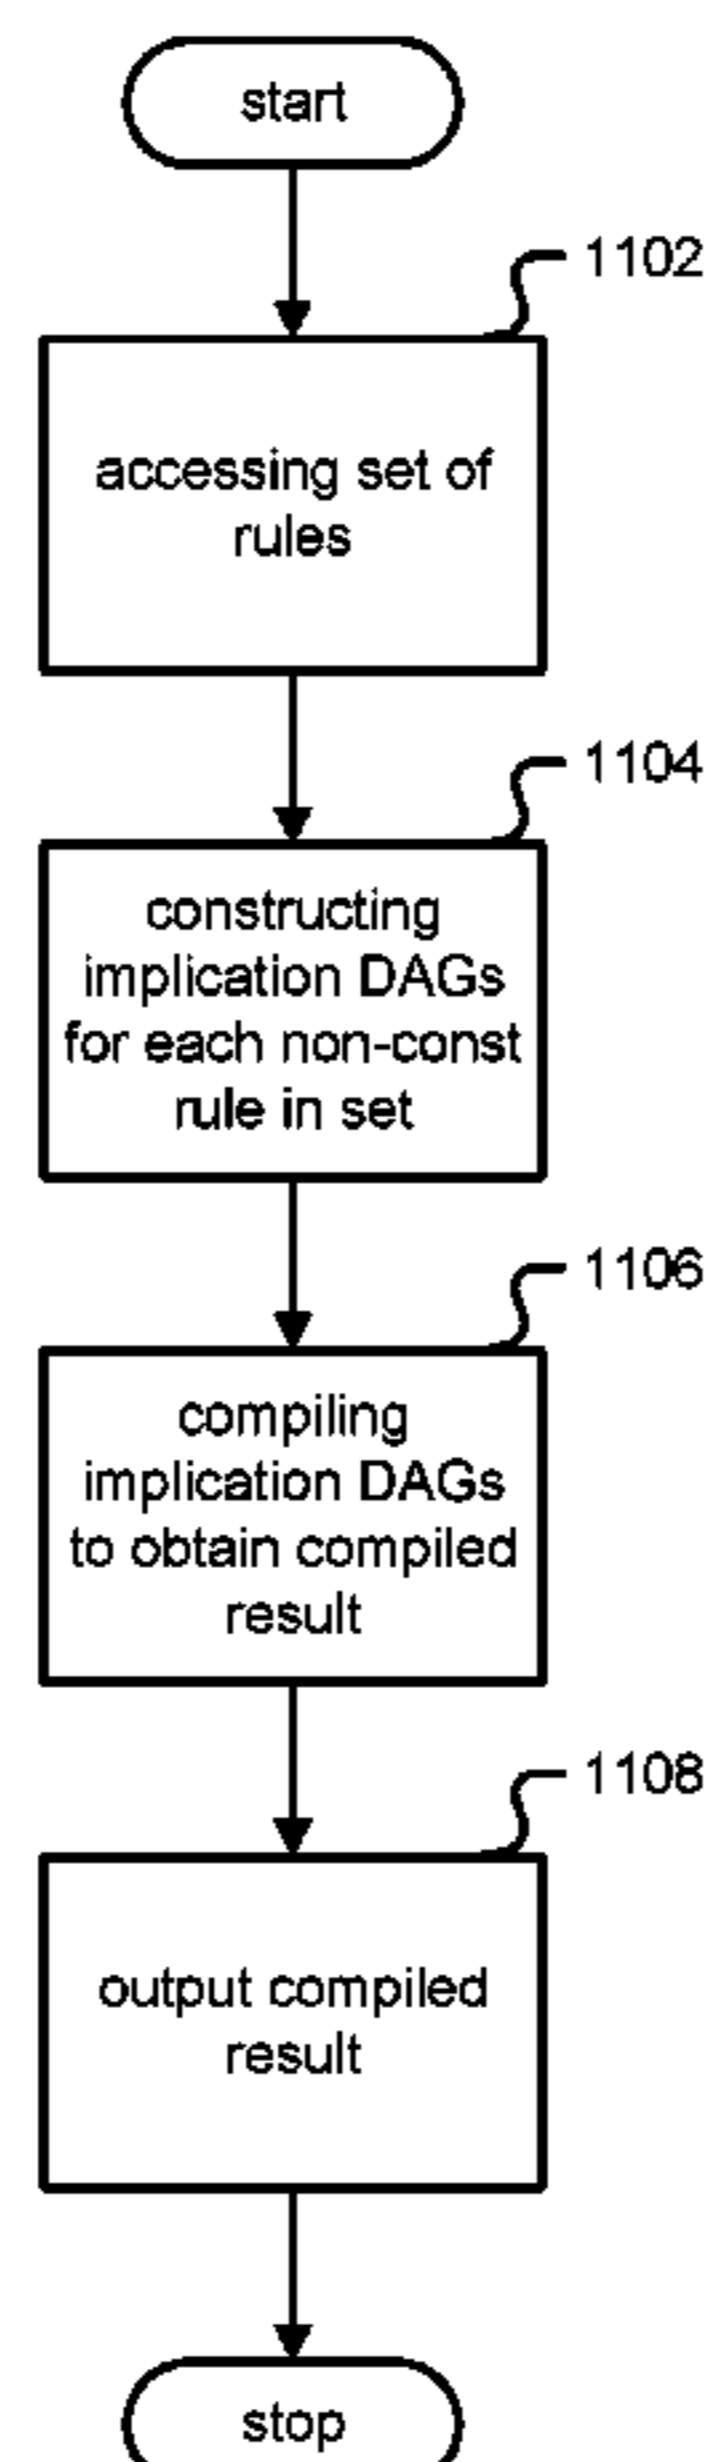 start
1102
accessing set of
rules
1104
constructing
implication DAGs
for each non-const
rule in set
1106
compiling
implication DAGs
to obtain compiled
result
1108
output compiled
result
stop